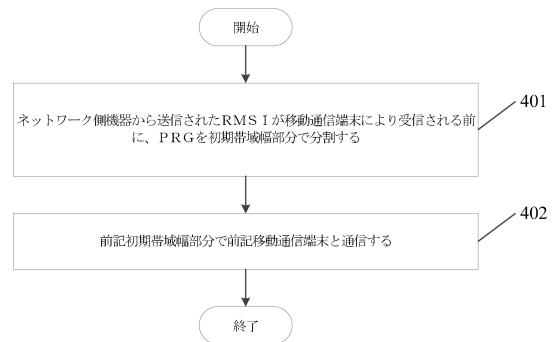 開始
ネットワーク側機器から送信されたＲＭＳＩが移動通信端末により受信される前
に、ＰＲＧを初期帯域幅部分で分割する
401
前記初期帯域幅部分で前記移動通信端末と通信する
402
終了